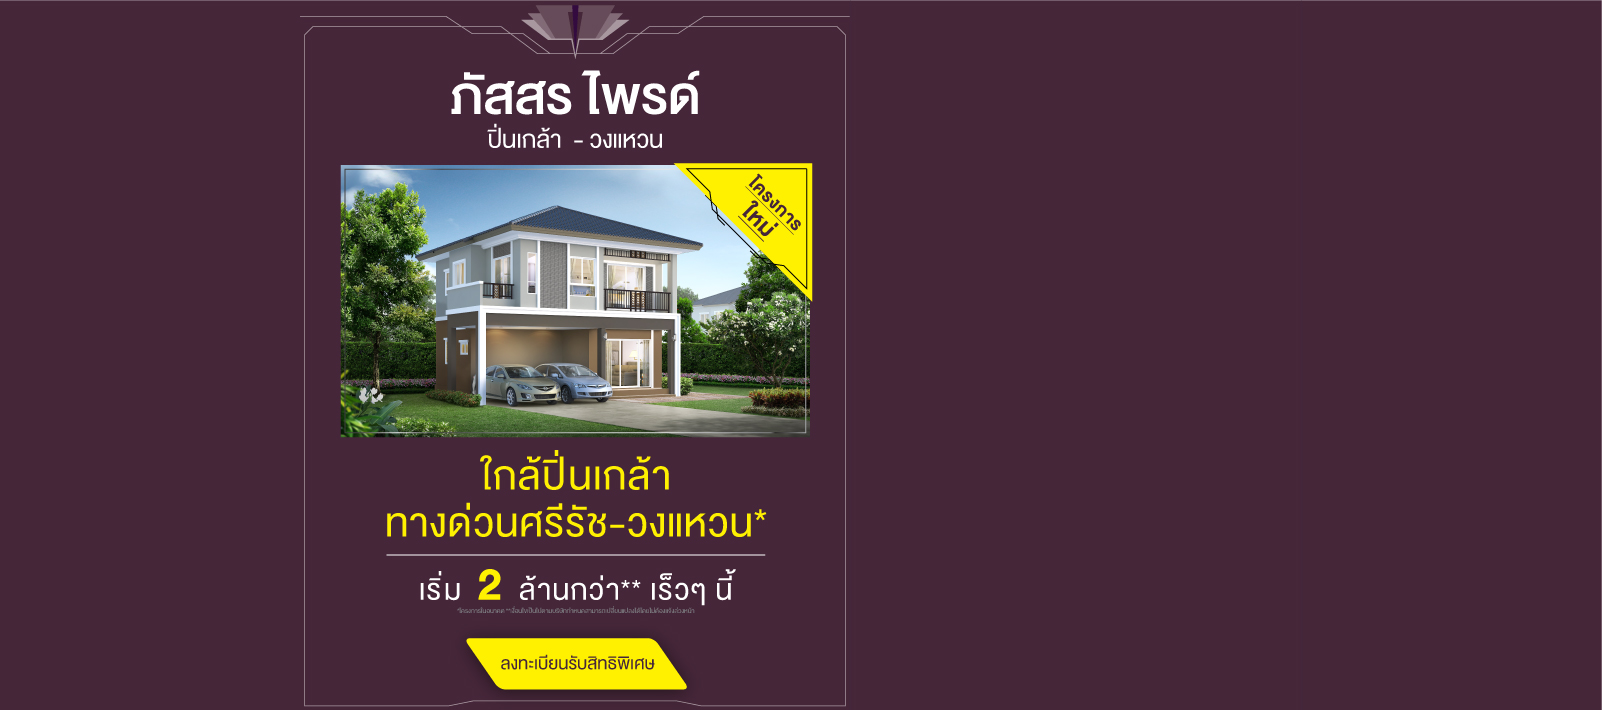 ภัสสร ไพรด์
ปิ่นเกล้า - วงแหวน
โครงการ
ใหม่
ใกล้ปิ่นเกล้า
ทางด่วนศรีรัช-วงแหวน*
เริ่ม 2 ล้านกว่า** เร็วๆ นี้
ลงทะเบียนรับสิทธิพิเศษ